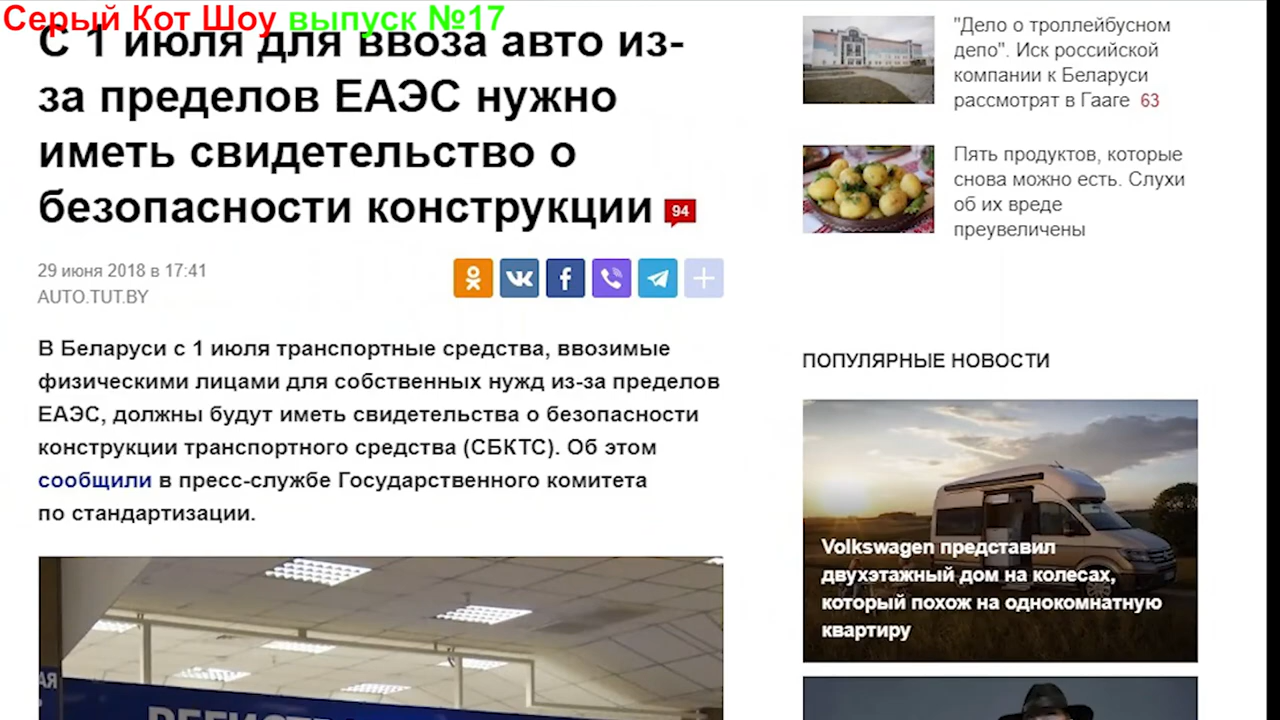 Серый Кот Шоу выпуск №17
С 1 июля для ввоза авто из-
за пределов ЕАЭС нужно
иметь свидетельство о
безопасности конструкции 94
29 июня 2018 в 17:41
AUTO.TUT.BY
В Беларуси с 1 июля транспортные средства, ввозимые
физическими лицами для собственных нужд из-за пределов
ЕАЭС, должны будут иметь свидетельства о безопасности
конструкции транспортного средства (СБКТС). Об этом
сообщили в пресс-службе Государственного комитета
по стандартизации.
"Дело о троллейбусном
депо". Иск российской
компании к Беларуси
рассмотрят в Гааге 63
Пять продуктов, которые
снова можно есть. Слухи
об их вреде
преувеличены
ПОПУЛЯРНЫЕ НОВОСТИ
Volkswagen представил
двухэтажный дом на колесах,
который похож на однокомнатную
квартиру